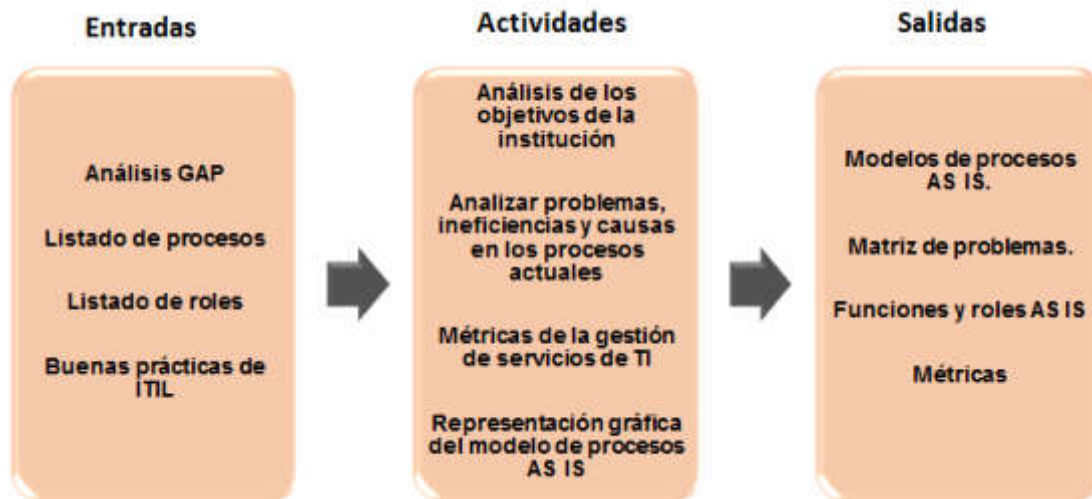 Entradas
Análisis GAP
Listado de procesos
Listado de roles
Buenas prácticas de
ITIL
Actividades
Análisis de los
objetivos de la
institución
Analizar problemas,
ineficiencias y causas
en los procesos
actuales
Métricas de la gestión
de servicios de TI
Representación gráfica
del modelo de procesos
AS IS
Salidas
Modelos de procesos
AS IS.
Matriz de problemas.
Funciones y roles AS IS
Métricas